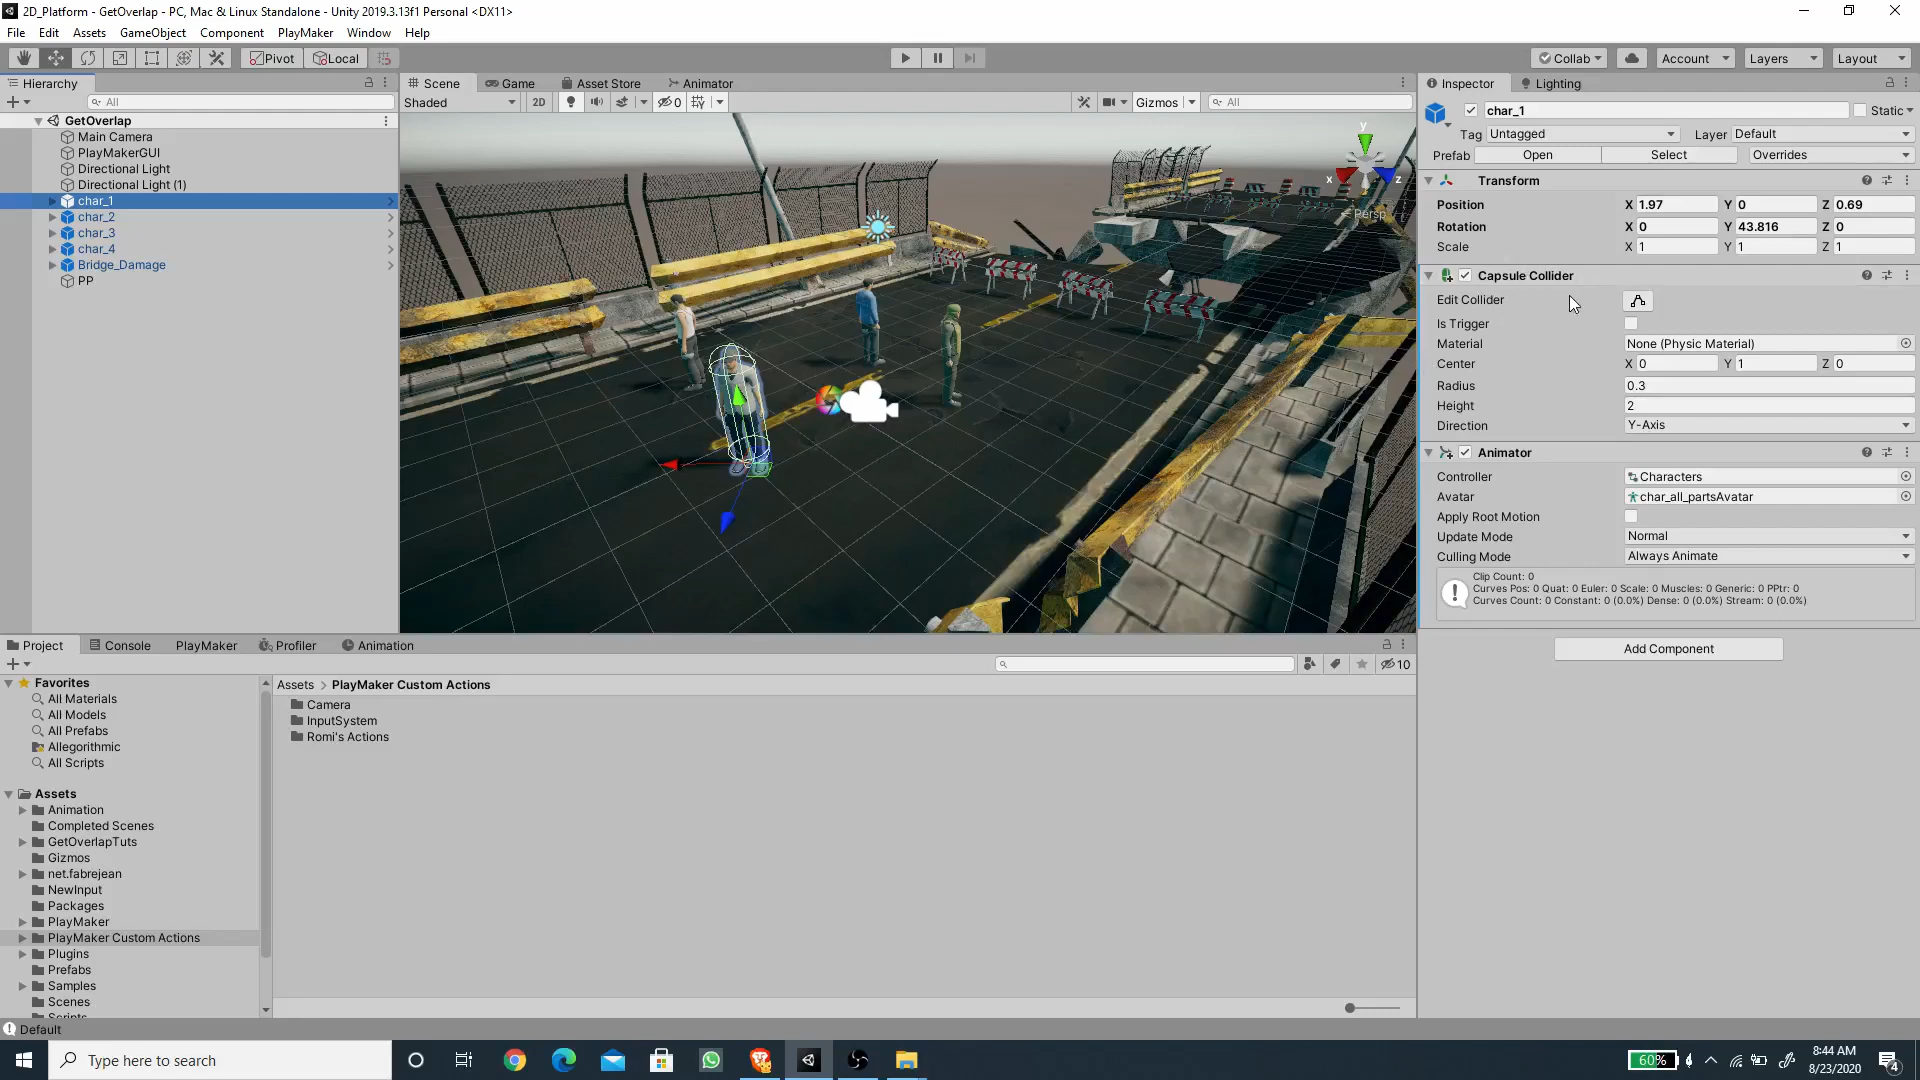 2D_Platform - GetOverlap - PC, Mac & Linux Standalone - Unity 2019.3.13f1 Personal <DX11>
File Edit Assets GameObject Component PlayMaker Window Help
Pivot Local Collab Account Layers Layout
Hierarchy
All
GetOverlap
Main Camera
PlayMakerGUI
Directional Light
Directional Light (1)
char_1
char_2
char_3
char_4
Bridge_Damage
PP
Scene Game Asset Store Animator
Shaded 2D 0 Gizmos All
y
x z
Persp
Inspector Lighting
char_1 Static
Tag Untagged Layer Default
Prefab Open Select Overrides
Transform
Position X 1.97 Y 0 Z 0.69
Rotation X 0 Y 43.816 Z 0
Scale X 1 Y 1 Z 1
Capsule Collider
Edit Collider
Is Trigger
Material None (Physic Material)
Center X 0 Y 1 Z 0
Radius 0.3
Height 2
Direction Y-Axis
Animator
Controller Characters
Avatar char_all_partsAvatar
Apply Root Motion
Update Mode Normal
Culling Mode Always Animate
Clip Count: 0
Curves Pos: 0 Quat: 0 Euler: 0 Scale: 0 Muscles: 0 Generic: 0 PPtr: 0
Curves Count: 0 Constant: 0 (0.0%) Dense: 0 (0.0%) Stream: 0 (0.0%)
Add Component
Project Console PlayMaker Profiler Animation
10
Favorites
All Materials
All Models
All Prefabs
Allegorithmic
All Scripts
Assets
Animation
Completed Scenes
GetOverlapTuts
Gizmos
net.fabrejean
NewInput
Packages
PlayMaker
PlayMaker Custom Actions
Plugins
Prefabs
Samples
Scenes
Scripts
Assets > PlayMaker Custom Actions
Camera
InputSystem
Romi's Actions
Default
Type here to search
60%
8:44 AM
8/23/2020
4